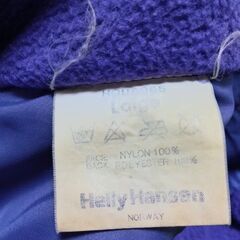 Large
FACE NYLON 100%
BACK POLYESTER 100%
Helly Hansen
NORWAY